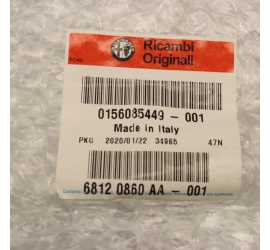 Ricambi
Originali
0156085449 - 001
Made in Italy
PKG 2020/01/22 34965 47N
6812 0860 AA - 001